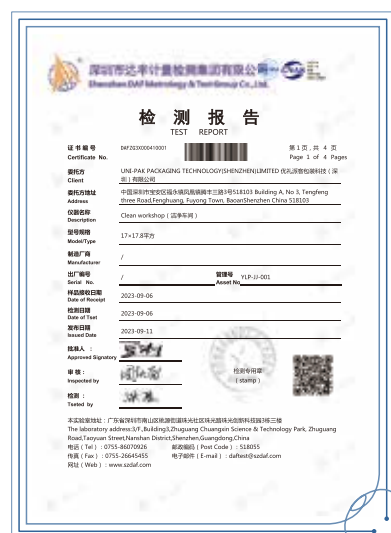 深圳市达率计量检测集团有限公司
Shenzhen DAF Metrology & Test Group Co., Ltd.
检 测 报 告
TEST REPORT
证 书 编 号 DAFZG3X000410001 第 1 页 , 共 4 页
Certificate No. Page 1 of 4 Pages
委托方 UNI-PAK PACKAGING TECHNOLOGY(SHENZHEN)LIMITED 优礼派客包装科技(深
Client 圳)有限公司
委托方地址 中国深圳市宝安区福永镇凤凰锦腾丰三路3号518103 Building A, No 3, Tengfeng
Address three Road,Fenghuang, Fuyong Town, BaoanShenzhen China 518103
仪器名称
Description Clean workshop (洁净车间)
型号规格
Model/Type 17×17.8平方
制造厂商
Manufacturer /
出厂编号 / 管理号 YLP-JJ-001
Serial No. Asset No
样品接收日期
Date of Receipt 2023-09-06
检测日期
Date of Tset 2023-09-06
发布日期
Issued Date 2023-09-11
批准人 :
Approved Signatory
审 核 : 检测专用章
Inspected by ( stamp )
检测 :
Tseted by
本实验室地址:广东省深圳市南山区桃源街道珠光社区珠光路珠光创新科技园3栋三楼
The laboratory address:3/F.,Building3,Zhuguang Chuangxin Science & Technology Park, Zhuguang
Road,Taoyuan Street,Nanshan District,Shenzhen,Guangdong,China
电话 ( Tel ) : 0755-86070926 邮政编码 ( Post Code ) : 518055
传真 ( Fax ) : 0755-26645455 电子邮件 ( E-mail ) : daftest@szdaf.com
网址 ( Web ) : www.szdaf.com